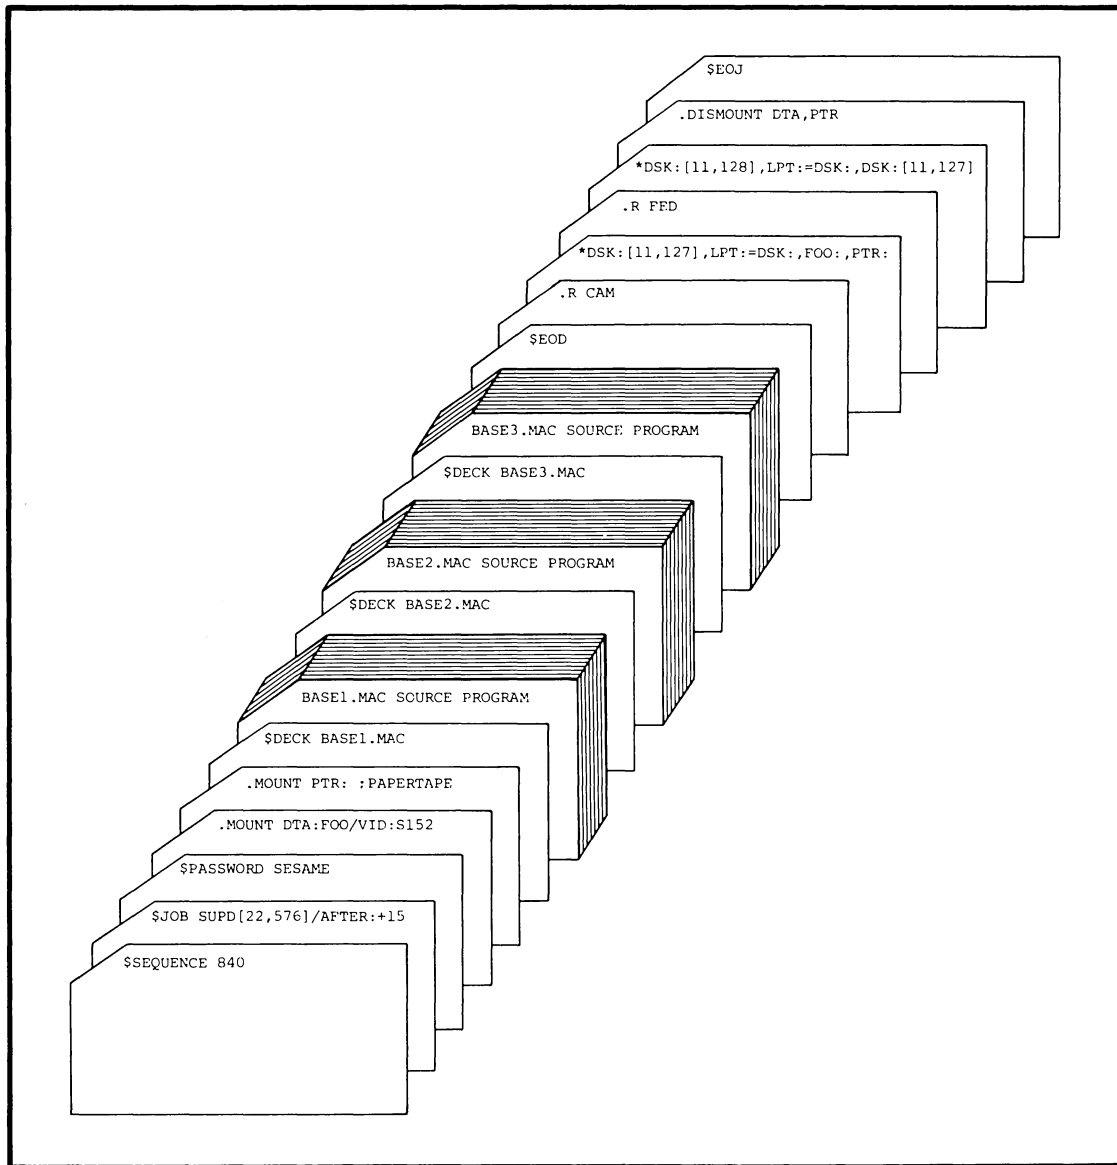 $EOJ
.DISMOUNT DTA,PTR
*DSK:[11,128],LPT:=DSK:,DSK:[11,127]
.R FED
*DSK:[11,127],LPT:=DSK:,FOO:,PTR:
.R CAM
$EOD
BASE3.MAC SOURCE PROGRAM
$DECK BASE3.MAC
BASE2.MAC SOURCE PROGRAM
$DECK BASE2.MAC
BASE1.MAC SOURCE PROGRAM
$DECK BASE1.MAC
.MOUNT PTR: ;PAPERTAPE
.MOUNT DTA:FOO/VID:S152
$PASSWORD SESAME
$JOB SUPD[22,576]/AFTER:+15
$SEQUENCE 840